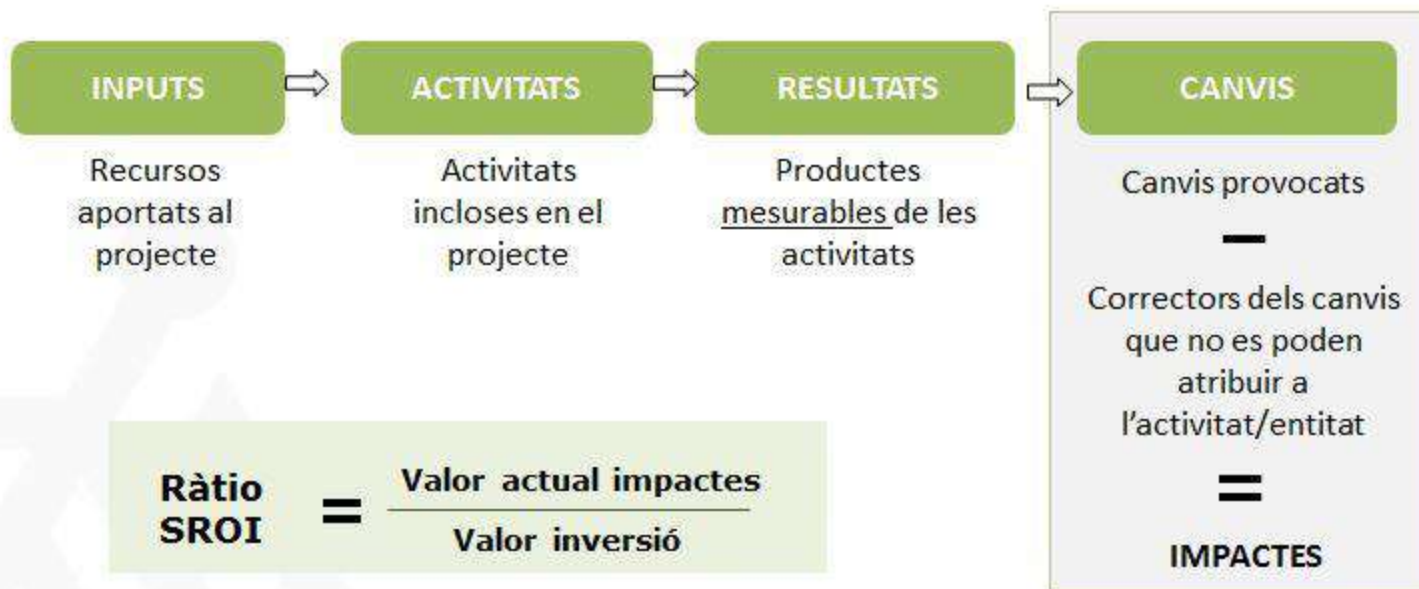 INPUTS
Recursos
aportats al
projecte
ACTIVITATS
Activitats
incloses en el
projecte
RESULTATS
Productes
mesurables de les
activitats
CANVIS
Canvis provocats
–
Correctors dels canvis
que no es poden
atribuir a
l'activitat/entitat
=
IMPACTES
Ràtio
SROI
=
Valor actual impactes
Valor inversió